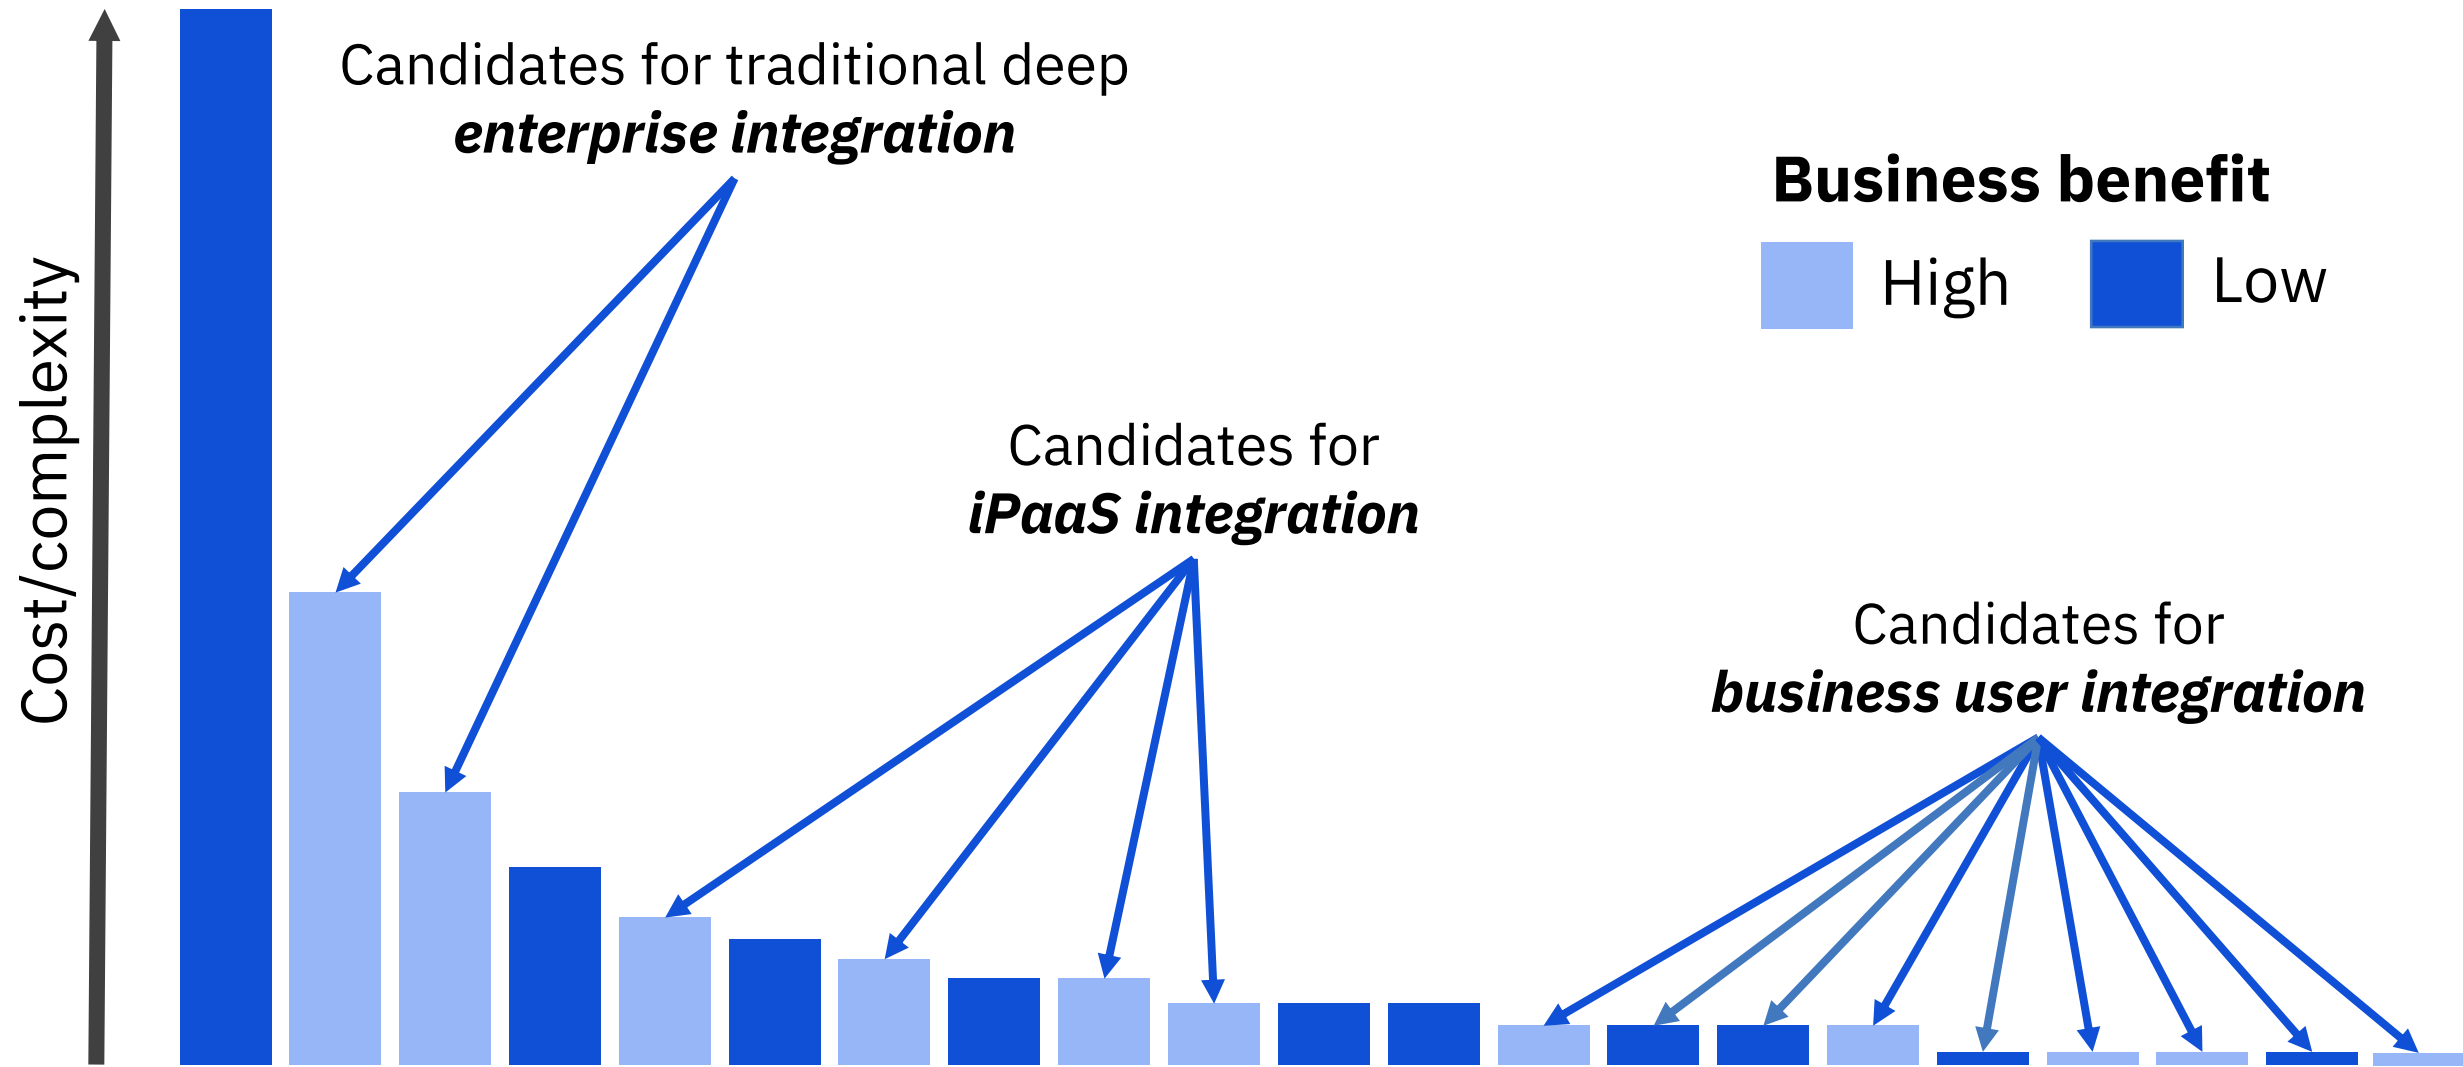 Candidates for traditional deep
enterprise integration
Business benefit
High
Low
Cost/complexity
Candidates for
iPaaS integration
Candidates for
business user integration